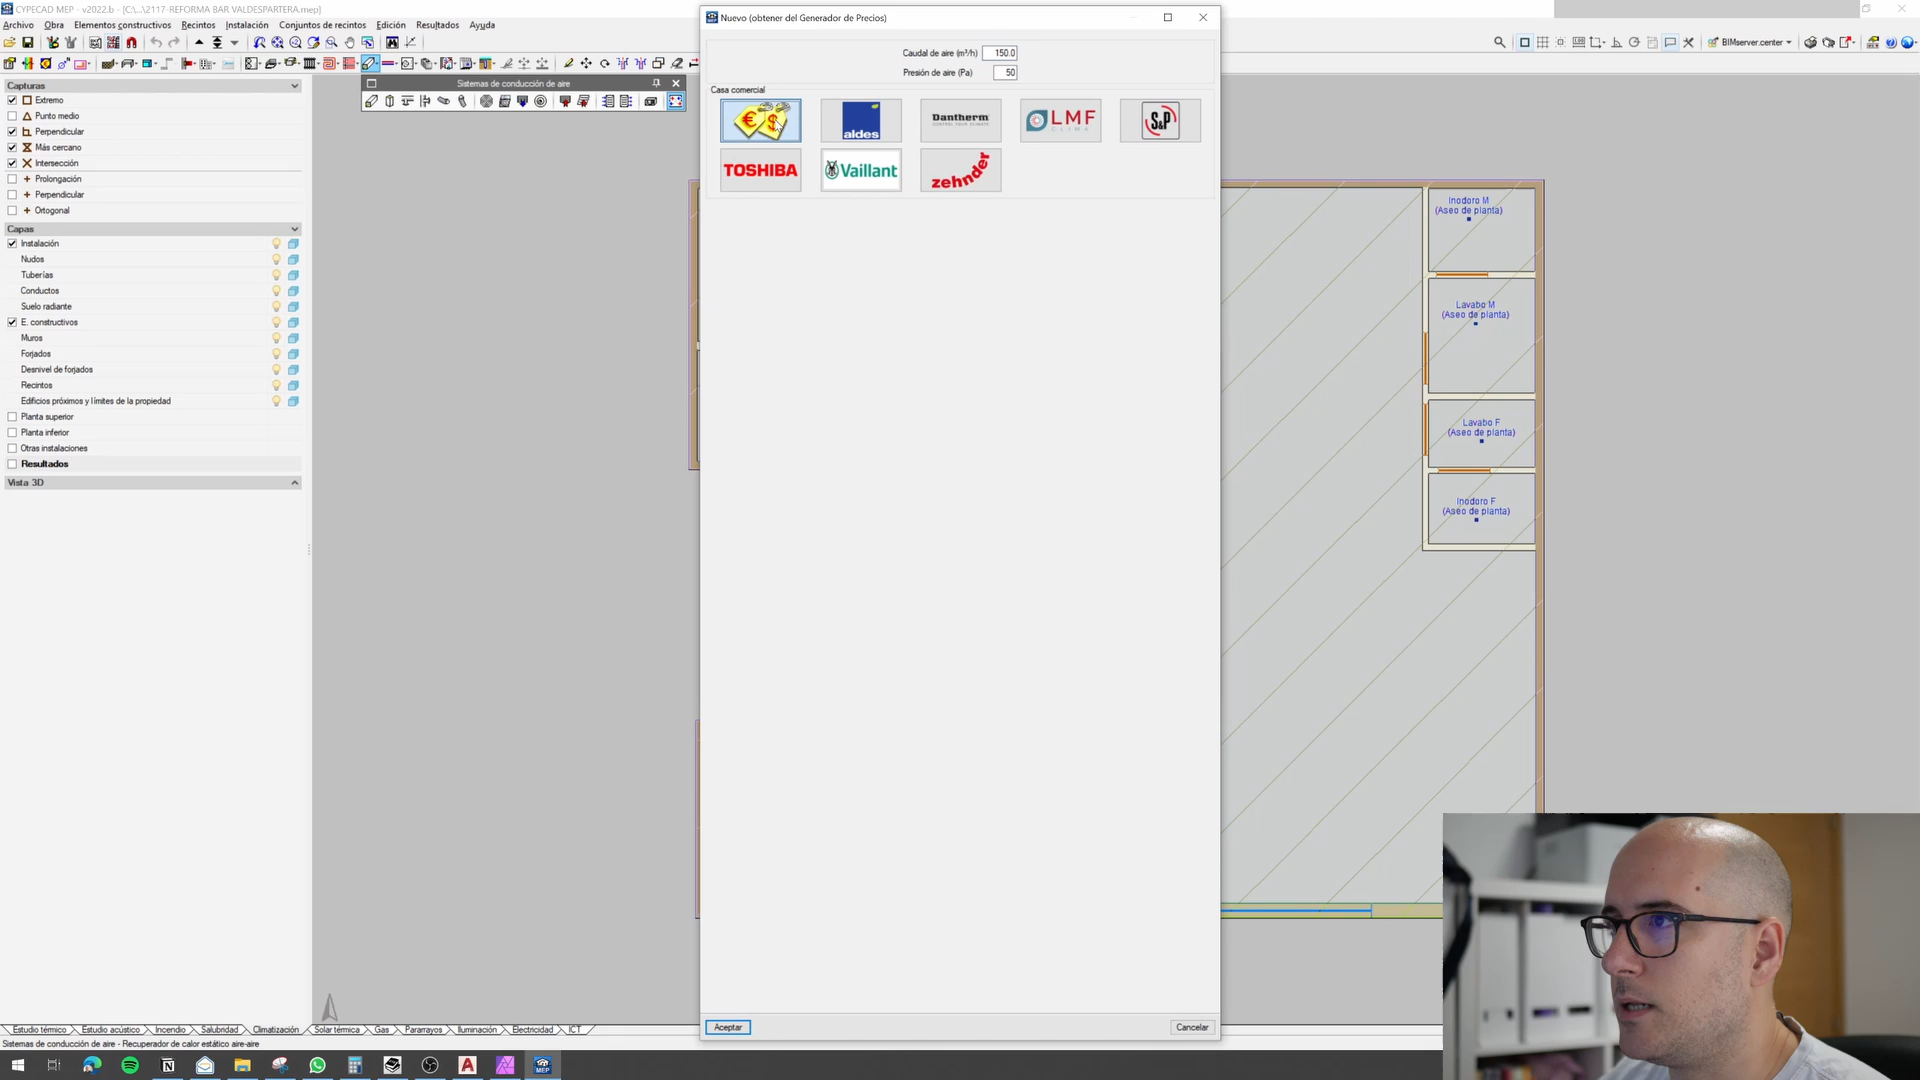 CYPECAD MEP - v2022.b - [C:\...\2117-REFORMA BAR VALDESPARTERA.mep]
Archivo Obra Elementos constructivos Recintos Instalación Conjuntos de recintos Edición Resultados Ayuda
BIMserver.center
Sistemas de conducción de aire
Capturas
Extremo
Punto medio
Perpendicular
Más cercano
Intersección
Prolongación
Perpendicular
Ortogonal
Capas
Instalación
Nudos
Tuberías
Conductos
Suelo radiante
E. constructivos
Muros
Forjados
Desnivel de forjados
Recintos
Edificios próximos y límites de la propiedad
Planta superior
Planta inferior
Otras instalaciones
Resultados
Vista 3D
Nuevo (obtener del Generador de Precios)
Caudal de aire (m³/h) 150.0
Presión de aire (Pa) 50
Casa comercial
€ $
aldes
Dantherm
CONTROL YOUR CLIMATE
LMF
CLIMA
S&P
TOSHIBA
Vaillant
zehnder
Inodoro M
(Aseo de planta)
Lavabo M
(Aseo de planta)
Lavabo F
(Aseo de planta)
Inodoro F
(Aseo de planta)
Aceptar
Cancelar
Estudio térmico Estudio acústico Incendio Salubridad Climatización Solar térmica Gas Pararrayos Iluminación Electricidad ICT
Sistemas de conducción de aire - Recuperador de calor estático aire-aire
MEP